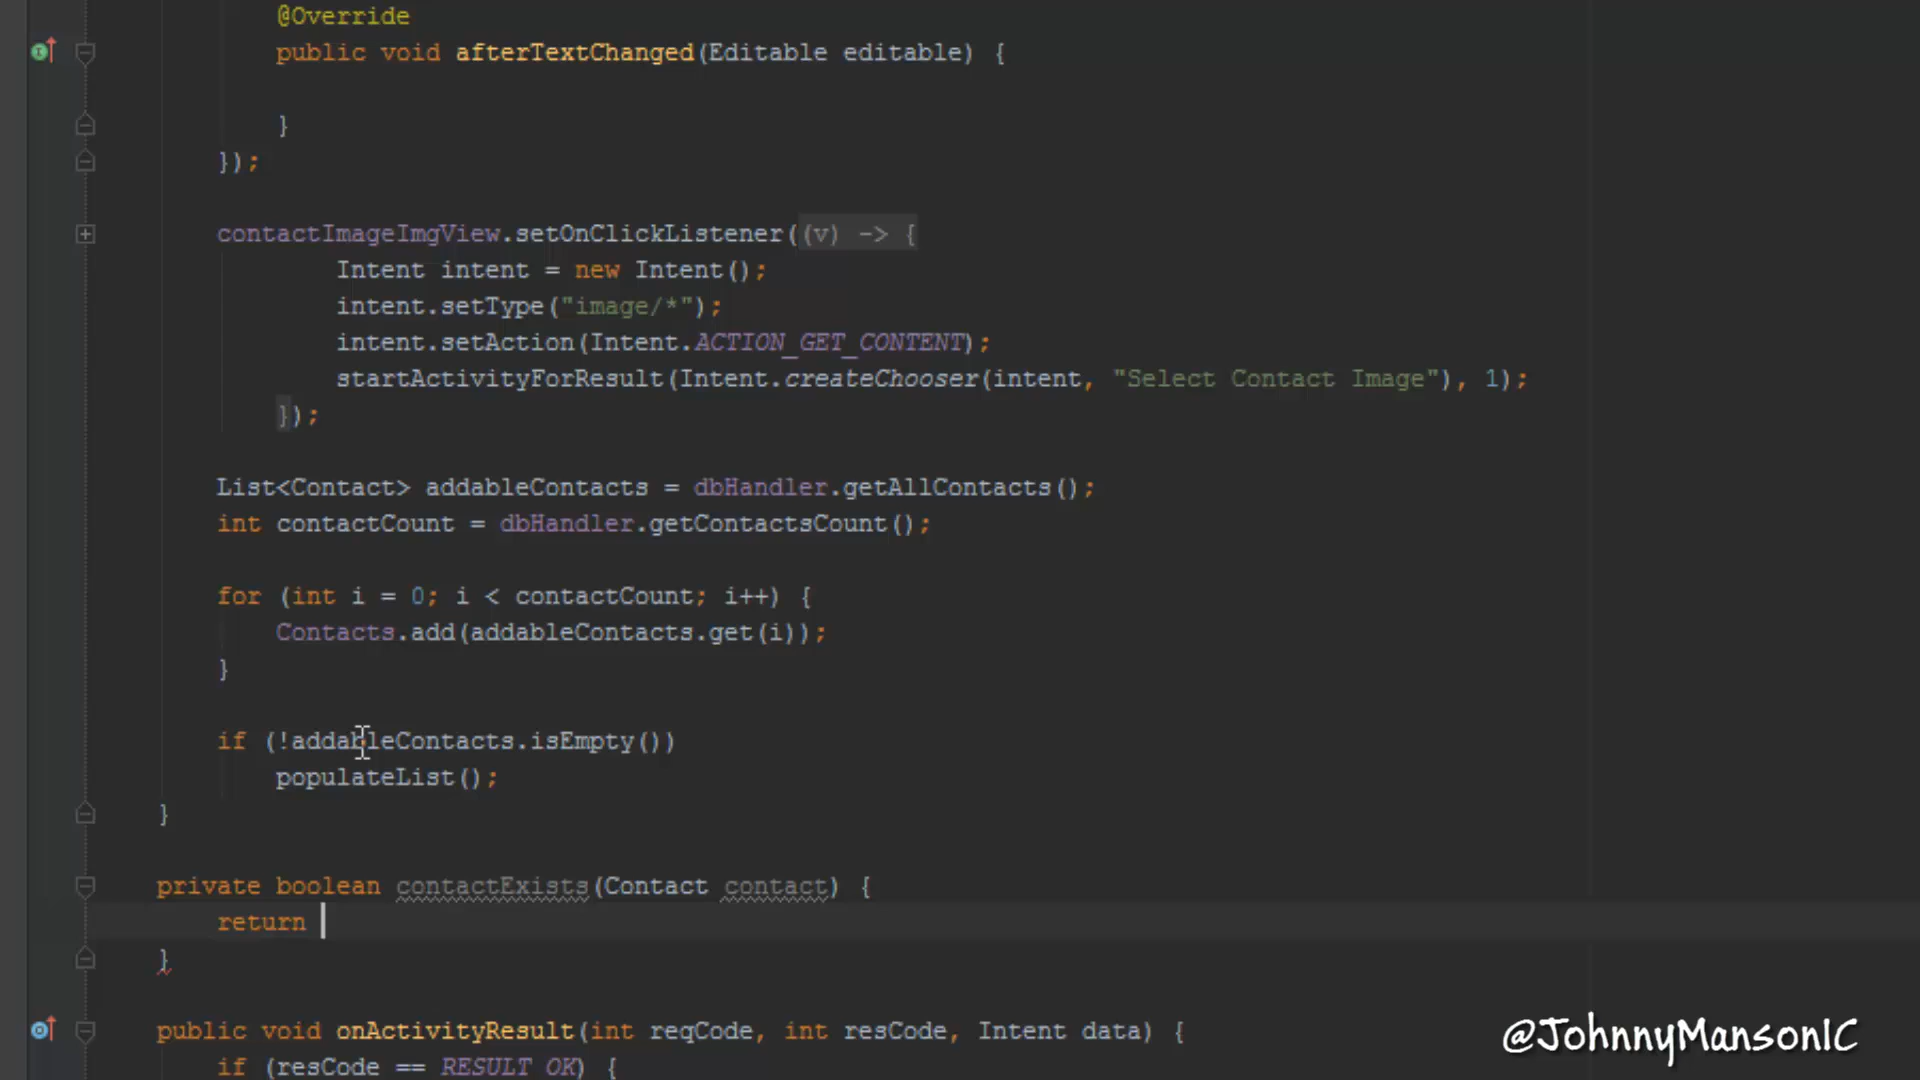 @Override
public void afterTextChanged(Editable editable) {
}
});
contactImageImgView.setOnClickListener((v) -> {
Intent intent = new Intent();
intent.setType("image/*");
intent.setAction(Intent.ACTION_GET_CONTENT);
startActivityForResult(Intent.createChooser(intent, "Select Contact Image"), 1);
});
List<Contact> addableContacts = dbHandler.getAllContacts();
int contactCount = dbHandler.getContactsCount();
for (int i = 0; i < contactCount; i++) {
Contacts.add(addableContacts.get(i));
}
if (!addableContacts.isEmpty())
populateList();
}
private boolean contactExists(Contact contact) {
return
}
public void onActivityResult(int reqCode, int resCode, Intent data) {
if (resCode == RESULT_OK) {
@JohnnyMansonIC